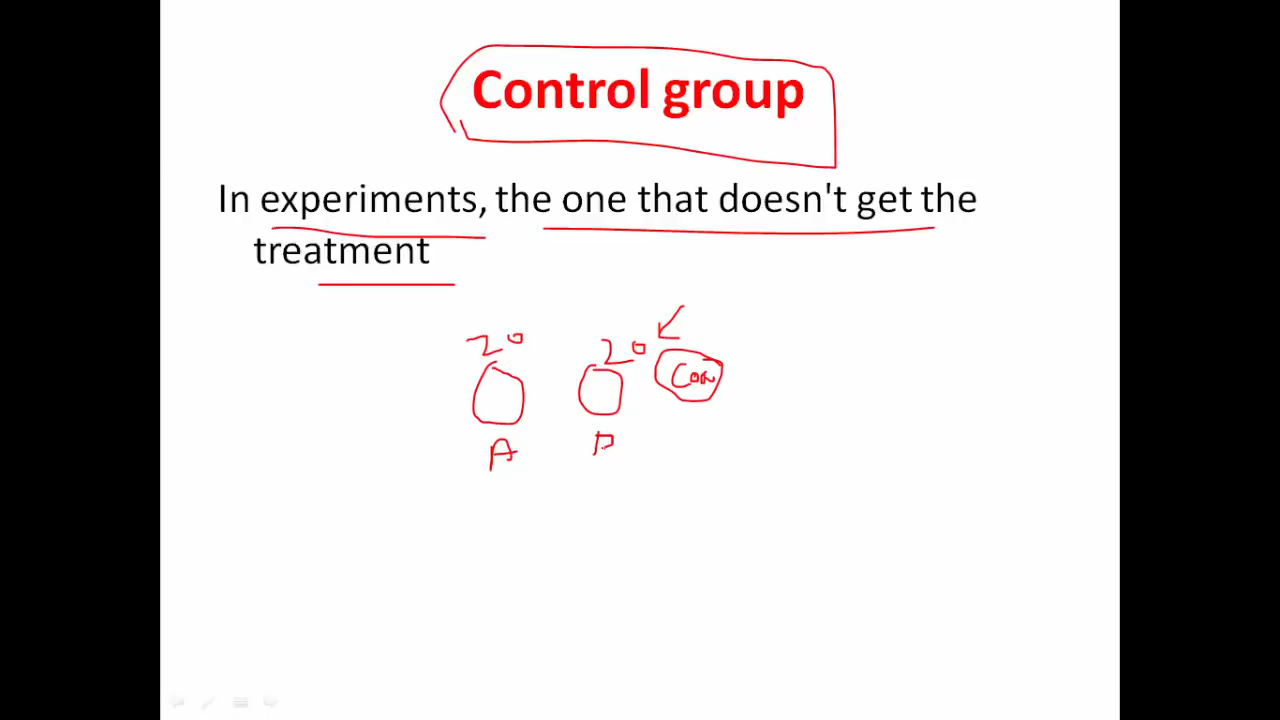 Control group
In experiments, the one that doesn't get the
treatment
20 20
Con
A